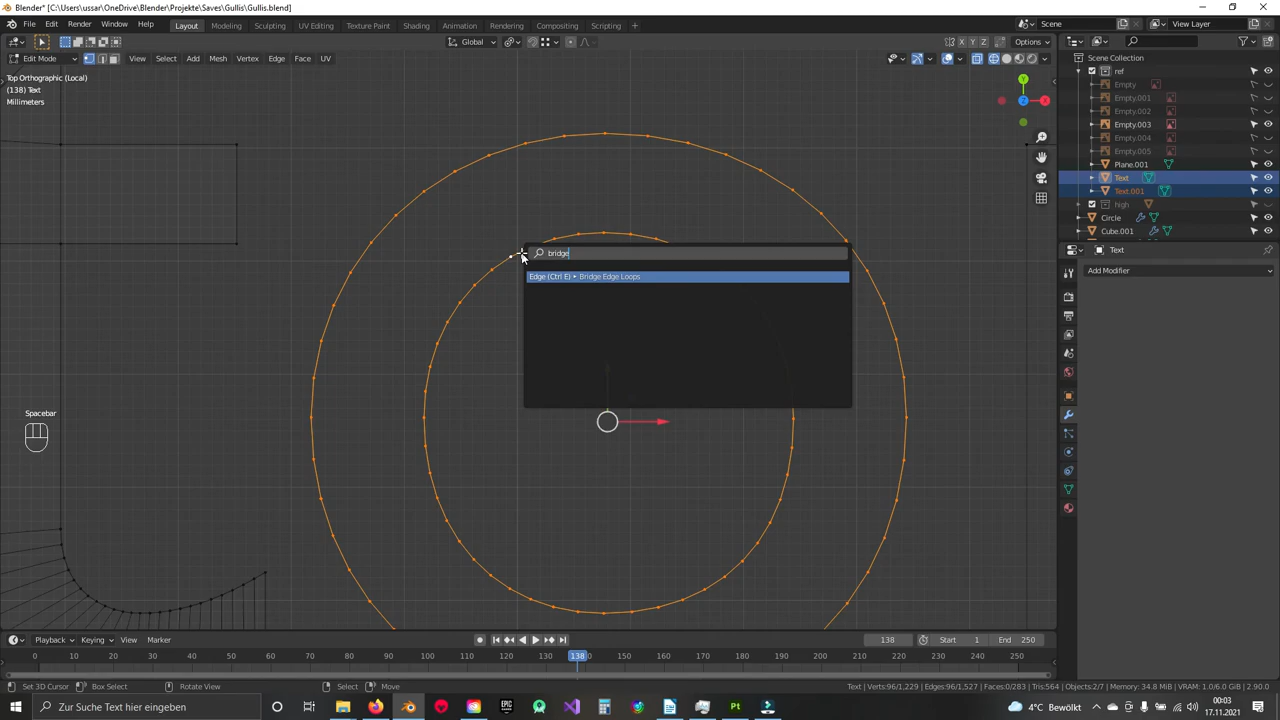 Blender* [C:\Users\ussar\OneDrive\Blender\Projekte\Saves\Gullis\Gullis.blend]
File Edit Render Window Help Layout Modeling Sculpting UV Editing Texture Paint Shading Animation Rendering Compositing Scripting + Scene View Layer
Global X Y Z Options
Edit Mode View Select Add Mesh Vertex Edge Face UV
Scene Collection
Top Orthographic (Local)
(138) Text
Millimeters
ref
Empty
Empty.001
Empty.002
Empty.003
Empty.004
Empty.005
Plane.001
Text
Text.001
high
Circle
Cube.001
Y
Z
X
bridge
Edge (Ctrl E) ▸ Bridge Edge Loops
Text
Add Modifier
Spacebar
Playback Keying View Marker 138 Start 1 End 250
0 10 20 30 40 50 60 70 80 90 100 110 120 130 138 150 160 170 180 190 200 210 220 230 240 250
Set 3D Cursor Box Select Rotate View Select Move
Text | Verts:96/1,229 | Edges:96/1,527 | Faces:0/283 | Tris:564 | Objects:2/7 | Memory: 34.8 MiB | VRAM: 1.0/6.0 GiB | 2.90.0
Zur Suche Text hier eingeben
Pt
4°C Bewölkt
00:03
17.11.2021